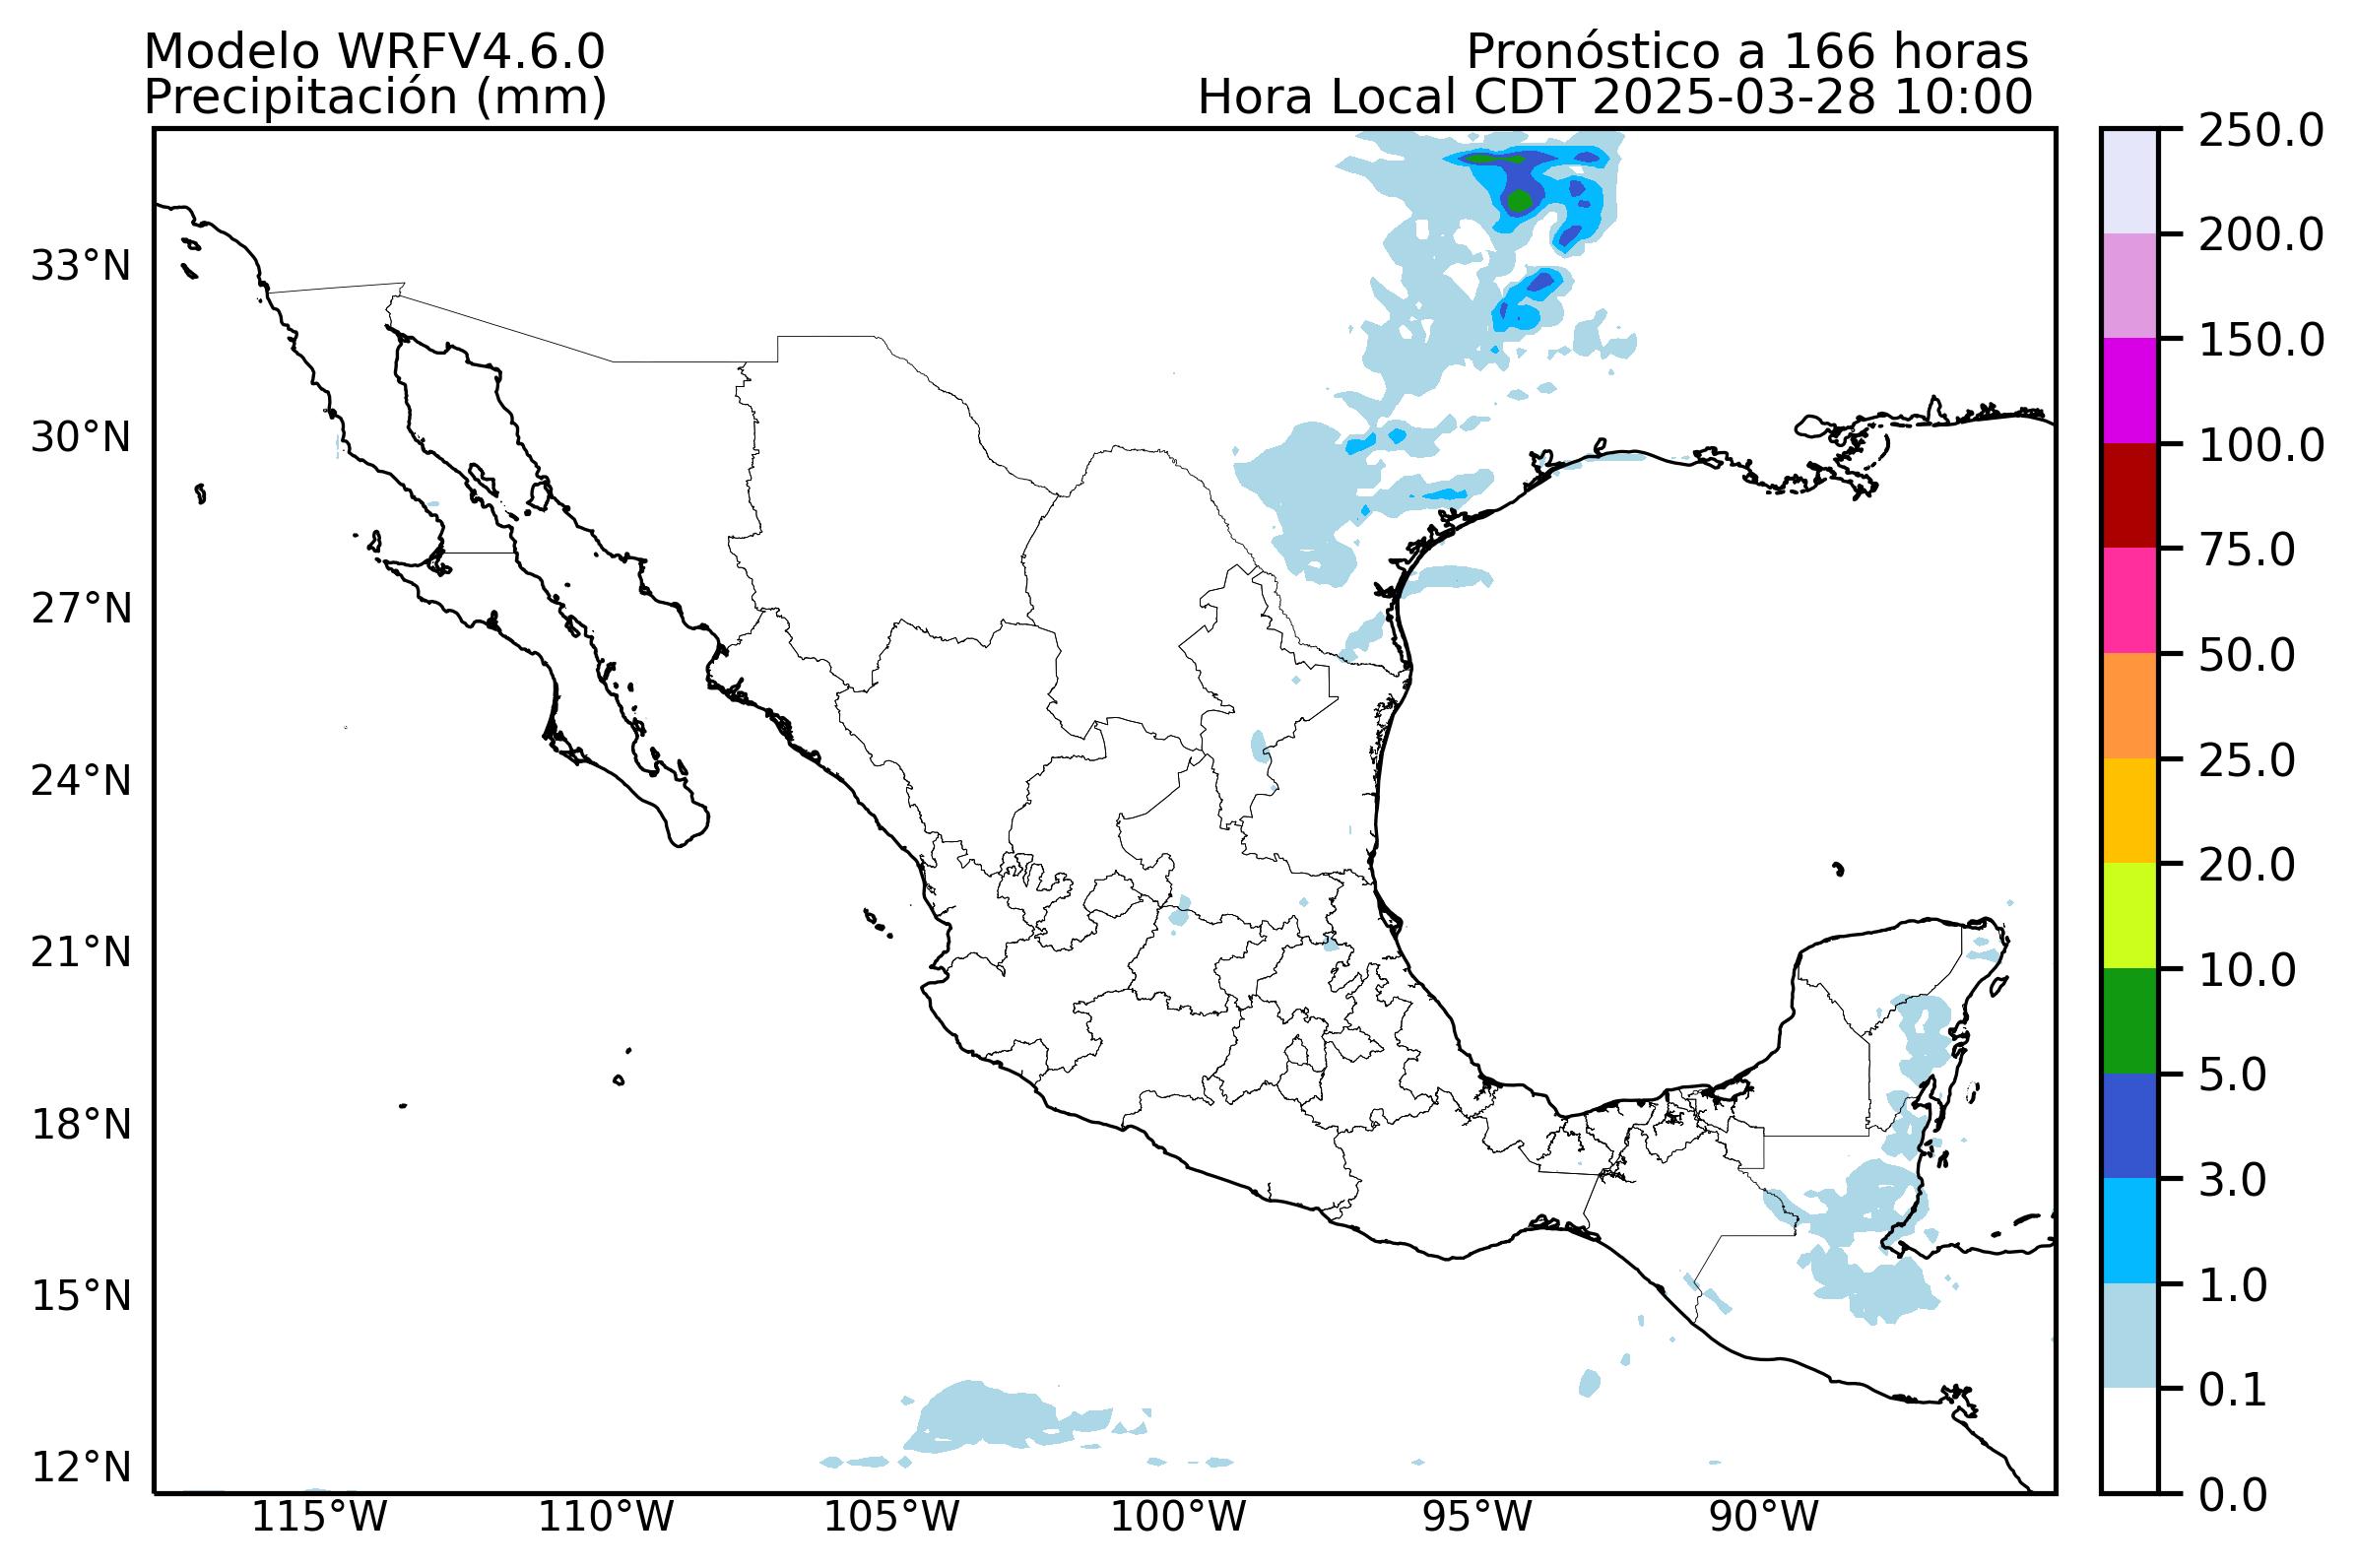 Modelo WRFV4.6.0
Precipitación (mm)
Pronóstico a 166 horas
Hora Local CDT 2025-03-28 10:00
33°N
30°N
27°N
24°N
21°N
18°N
15°N
12°N
115°W
110°W
105°W
100°W
95°W
90°W
250.0
200.0
150.0
100.0
75.0
50.0
25.0
20.0
10.0
5.0
3.0
1.0
0.1
0.0